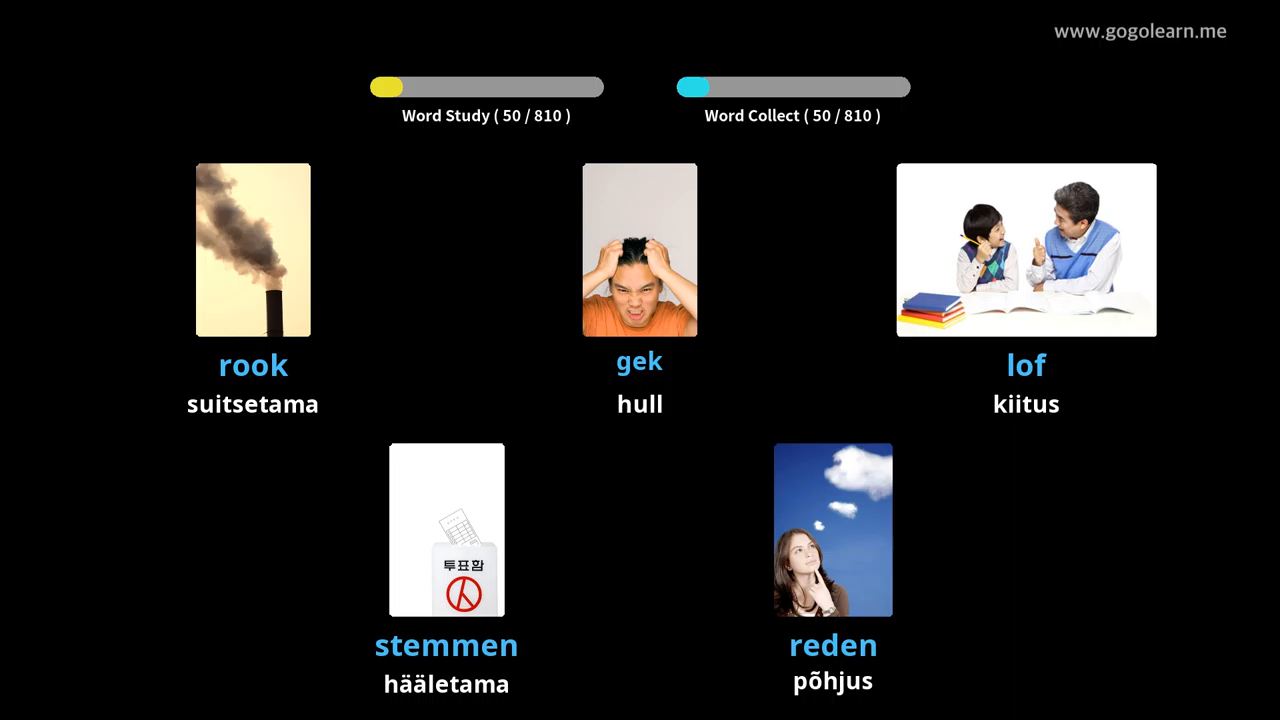 www.gogolearn.me
Word Study ( 50 / 810 )
Word Collect ( 50 / 810 )
rook
suitsetama
gek
hull
lof
kiitus
투표함
stemmen
hääletama
reden
põhjus